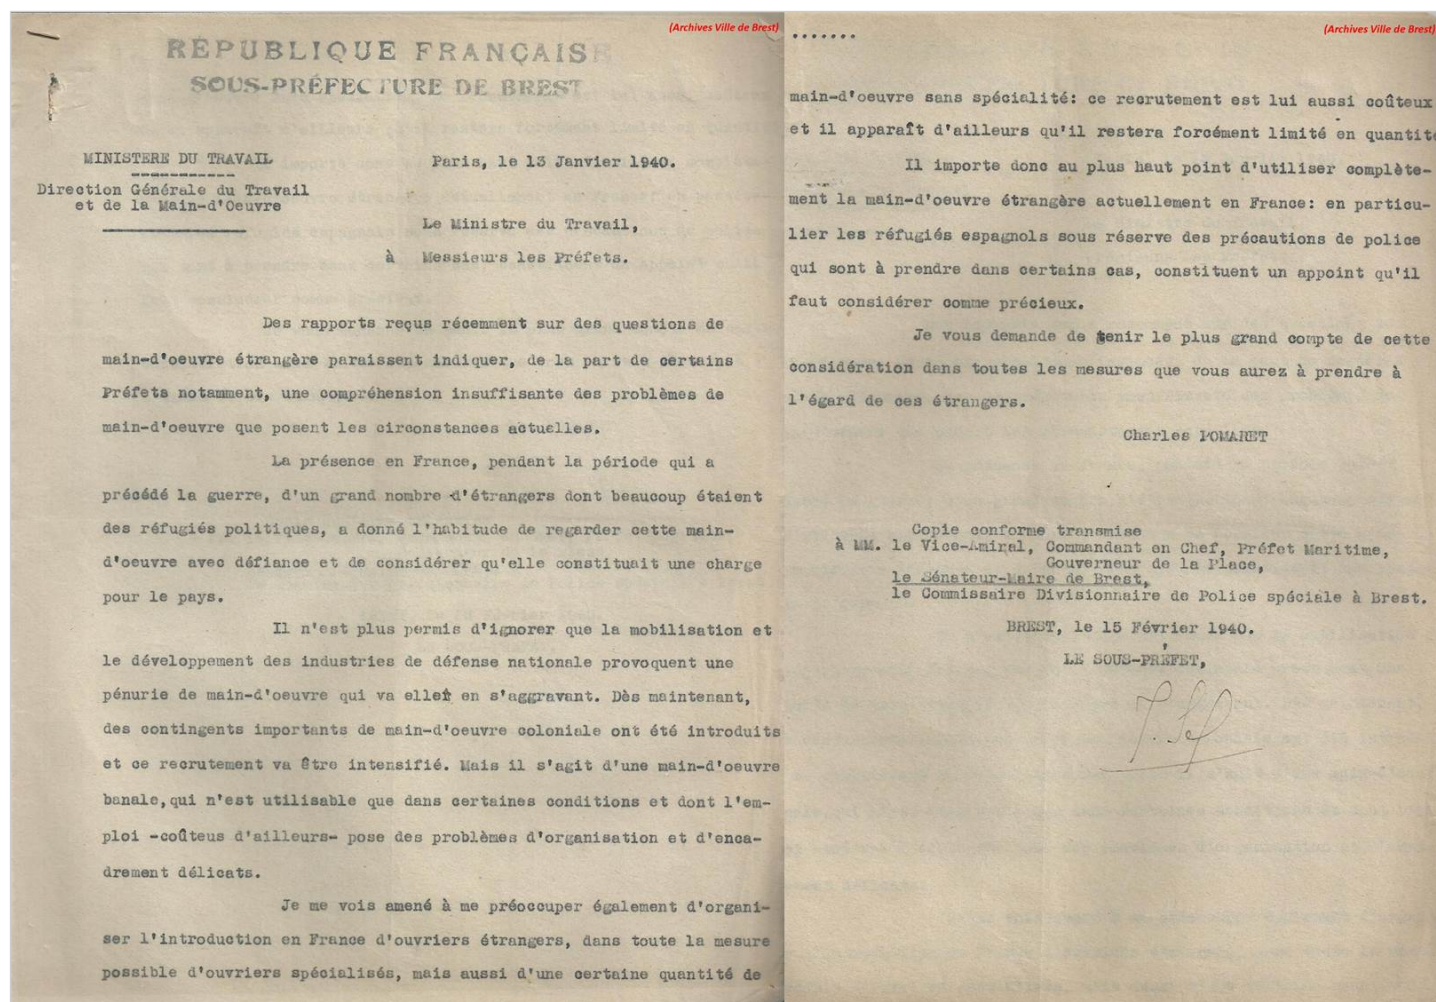 (Archives Ville de Brest)
RÉPUBLIQUE FRANÇAISE
SOUS-PRÉFECTURE DE BREST
MINISTERE DU TRAVAIL
-----------
Direction Générale du Travail
et de la Main-d'Oeuvre
Paris, le 13 Janvier 1940.
Le Ministre du Travail,
à Messieurs les Préfets.
Des rapports reçus récemment sur des questions de
main-d'oeuvre étrangère paraissent indiquer, de la part de certains
Préfets notamment, une compréhension insuffisante des problèmes de
main-d'oeuvre que posent les circonstances actuelles.
La présence en France, pendant la période qui a
précédé la guerre, d'un grand nombre d'étrangers dont beaucoup étaient
des réfugiés politiques, a donné l'habitude de regarder cette main-
d'oeuvre avec défiance et de considérer qu'elle constituait une charge
pour le pays.
Il n'est plus permis d'ignorer que la mobilisation et
le développement des industries de défense nationale provoquent une
pénurie de main-d'oeuvre qui va eller en s'aggravant. Dès maintenant,
des contingents importants de main-d'oeuvre coloniale ont été introduits
et ce recrutement va être intensifié. Mais il s'agit d'une main-d'oeuvre
banale, qui n'est utilisable que dans certaines conditions et dont l'em-
ploi -coûteus d'ailleurs- pose des problèmes d'organisation et d'enca-
drement délicats.
Je me vois amené à me préoccuper également d'organi-
ser l'introduction en France d'ouvriers étrangers, dans toute la mesure
possible d'ouvriers spécialisés, mais aussi d'une certaine quantité de
(Archives Ville de Brest)
.......
main-d'oeuvre sans spécialité: ce recrutement est lui aussi coûteux
et il apparaît d'ailleurs qu'il restera forcément limité en quantité
Il importe donc au plus haut point d'utiliser complète-
ment la main-d'oeuvre étrangère actuellement en France: en particu-
lier les réfugiés espagnols sous réserve des précautions de police
qui sont à prendre dans certains cas, constituent un appoint qu'il
faut considérer comme précieux.
Je vous demande de tenir le plus grand compte de cette
considération dans toutes les mesures que vous aurez à prendre à
l'égard de ces étrangers.
Charles POMARET
Copie conforme transmise
à MM. le Vice-Amiral, Commandant en Chef, Préfet Maritime,
Gouverneur de la Place,
le Sénateur-Maire de Brest,
le Commissaire Divisionnaire de Police spéciale à Brest.
BREST, le 15 Février 1940.
LE SOUS-PREFET,